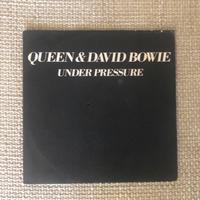 QUEEN & DAVID BOWIE
UNDER PRESSURE